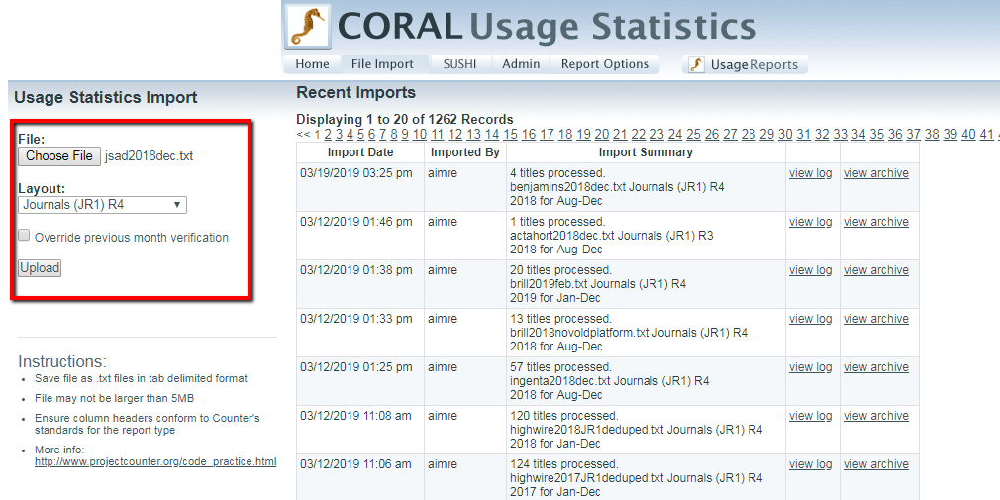 CORAL Usage Statistics
Home File Import SUSHI Admin Report Options Usage Reports
Usage Statistics Import
File:
Choose File jsad2018dec.txt
Layout:
Journals (JR1) R4
Override previous month verification
Upload
Instructions:
Save file as .txt files in tab delimited format
File may not be larger than 5MB
Ensure column headers conform to Counter's
standards for the report type
More info:
http://www.projectcounter.org/code_practice.html
Recent Imports
Displaying 1 to 20 of 1262 Records
<< 1 2 3 4 5 6 7 8 9 10 11 12 13 14 15 16 17 18 19 20 21 22 23 24 25 26 27 28 29 30 31 32 33 34 35 36 37 38 39 40 41
Import Date Imported By Import Summary
03/19/2019 03:25 pm aimre 4 titles processed. view log view archive
benjamins2018dec.txt Journals (JR1) R4
2018 for Aug-Dec
03/12/2019 01:46 pm aimre 1 titles processed. view log view archive
actahort2018dec.txt Journals (JR1) R3
2018 for Aug-Dec
03/12/2019 01:38 pm aimre 20 titles processed. view log view archive
brill2019feb.txt Journals (JR1) R4
2019 for Jan-Dec
03/12/2019 01:33 pm aimre 13 titles processed. view log view archive
brill2018novoldplatform.txt Journals (JR1) R4
2018 for Aug-Dec
03/12/2019 01:25 pm aimre 57 titles processed. view log view archive
ingenta2018dec.txt Journals (JR1) R4
2018 for Aug-Dec
03/12/2019 11:08 am aimre 120 titles processed. view log view archive
highwire2018JR1deduped.txt Journals (JR1) R4
2018 for Jan-Dec
03/12/2019 11:06 am aimre 124 titles processed. view log view archive
highwire2017JR1deduped.txt Journals (JR1) R4
2017 for Jan-Dec